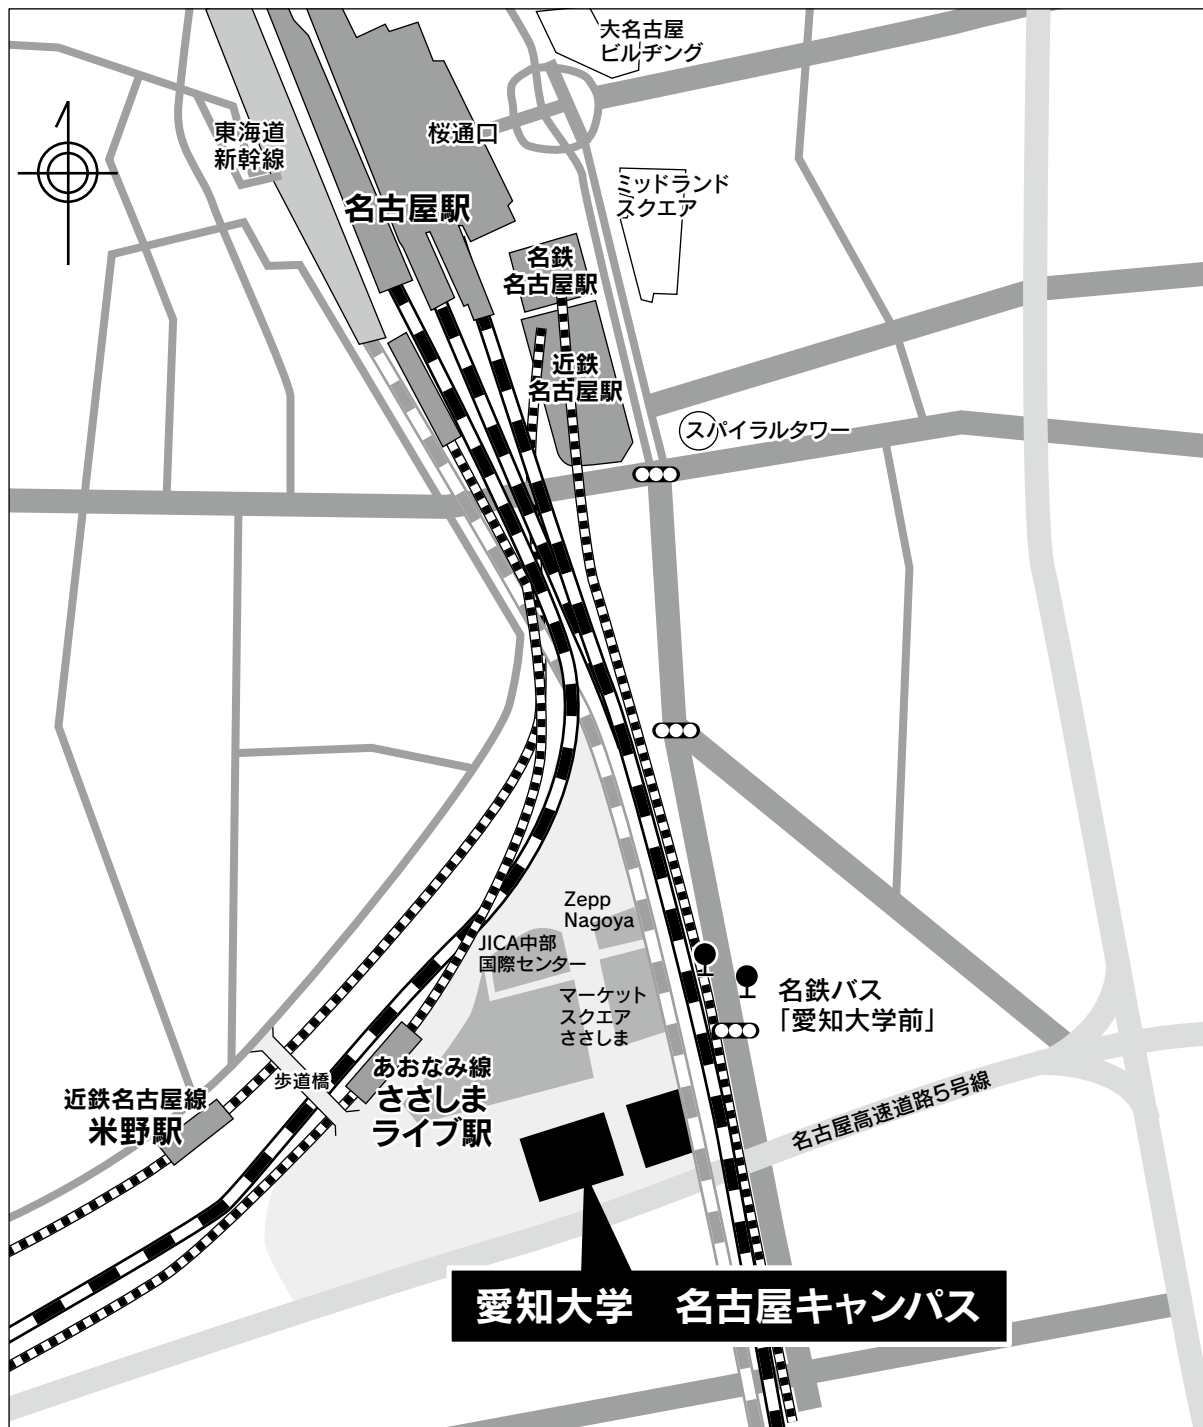 大名古屋
ビルヂング
東海道
新幹線
桜通口
名古屋駅
ミッドランド
スクエア
名鉄
名古屋駅
近鉄
名古屋駅
スパイラルタワー
Zepp
Nagoya
JICA中部
国際センター
マーケット
スクエア
ささしま
名鉄バス
「愛知大学前」
歩道橋
あおなみ線
ささしま
ライブ駅
近鉄名古屋線
米野駅
名古屋高速道路5号線
愛知大学　名古屋キャンパス